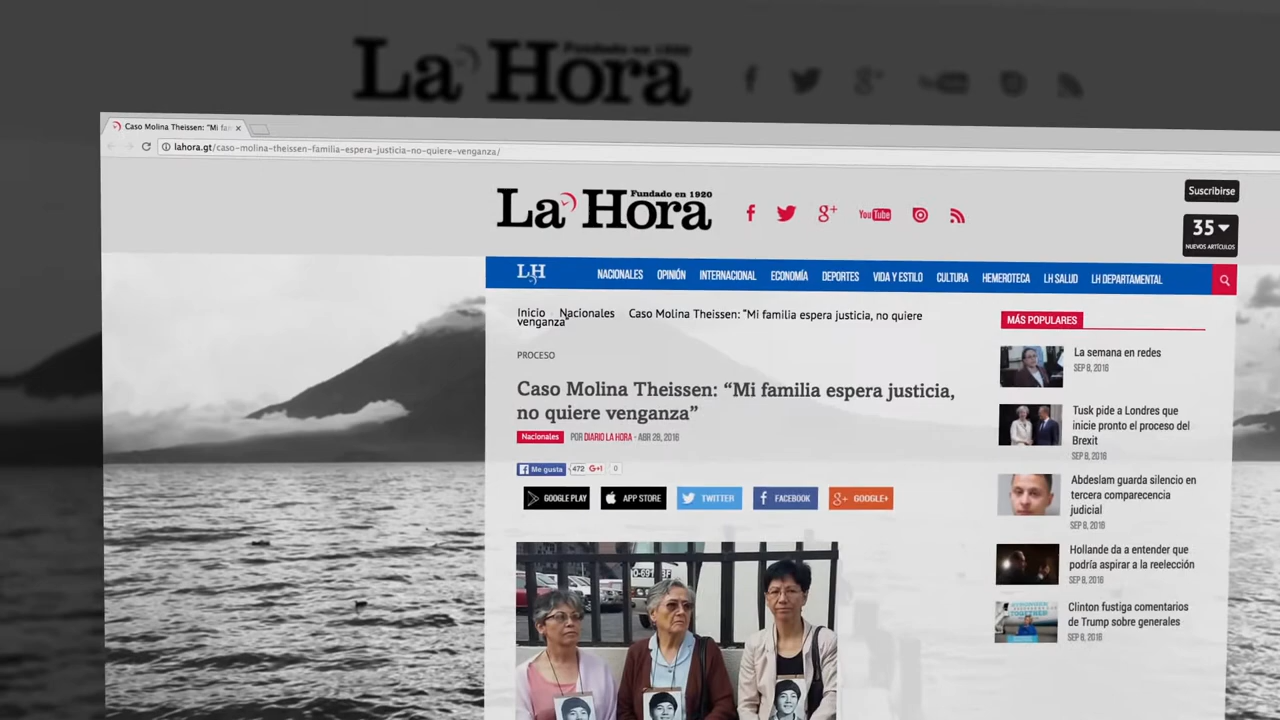 La Hora
Fundado en 1920
Caso Molina Theissen: “Mi fam
lahora.gt/caso-molina-theissen-familia-espera-justicia-no-quiere-venganza/
La Hora
Fundado en 1920
f
g+
You Tube
Suscribirse
35
NUEVOS ARTÍCULOS
LH
NACIONALES
OPINIÓN
INTERNACIONAL
ECONOMÍA
DEPORTES
VIDA Y ESTILO
CULTURA
HEMEROTECA
LH SALUD
LH DEPARTAMENTAL
Inicio Nacionales Caso Molina Theissen: “Mi familia espera justicia, no quiere
venganza”
PROCESO
Caso Molina Theissen: “Mi familia espera justicia,
no quiere venganza”
Nacionales POR DIARIO LA HORA - ABR 28, 2016
Me gusta 472 G+1 0
GOOGLE PLAY
APP STORE
TWITTER
FACEBOOK
GOOGLE+
MÁS POPULARES
La semana en redes
SEP 8, 2016
Tusk pide a Londres que
inicie pronto el proceso del
Brexit
SEP 8, 2016
Abdeslam guarda silencio en
tercera comparecencia
judicial
SEP 8, 2016
Hollande da a entender que
podría aspirar a la reelección
SEP 8, 2016
Clinton fustiga comentarios
de Trump sobre generales
SEP 8, 2016